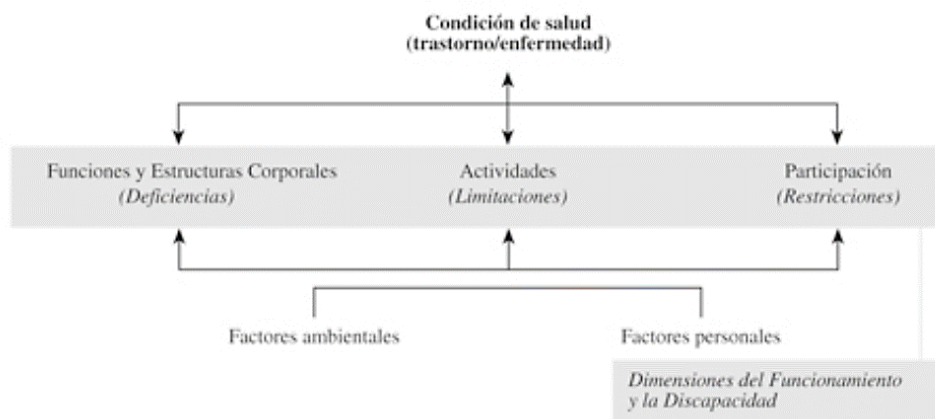 Condición de salud
(trastorno/enfermedad)
Funciones y Estructuras Corporales
(Deficiencias)
Actividades
(Limitaciones)
Participación
(Restricciones)
Factores ambientales
Factores personales
Dimensiones del Funcionamiento
y la Discapacidad